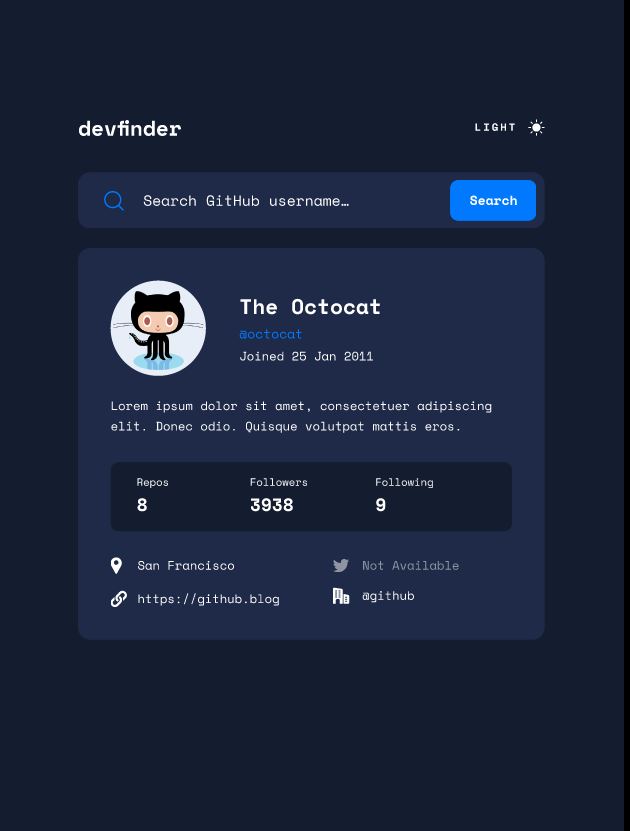 devfinder
LIGHT
Search GitHub username…
Search
The Octocat
@octocat
Joined 25 Jan 2011
Lorem ipsum dolor sit amet, consectetuer adipiscing
elit. Donec odio. Quisque volutpat mattis eros.
Repos
8
Followers
3938
Following
9
San Francisco
Not Available
https://github.blog
@github